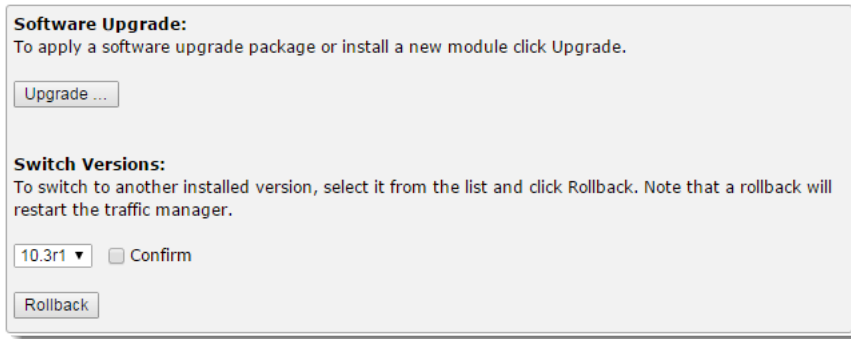 Software Upgrade:
To apply a software upgrade package or install a new module click Upgrade.
Upgrade ...
Switch Versions:
To switch to another installed version, select it from the list and click Rollback. Note that a rollback will
restart the traffic manager.
10.3r1 Confirm
Rollback